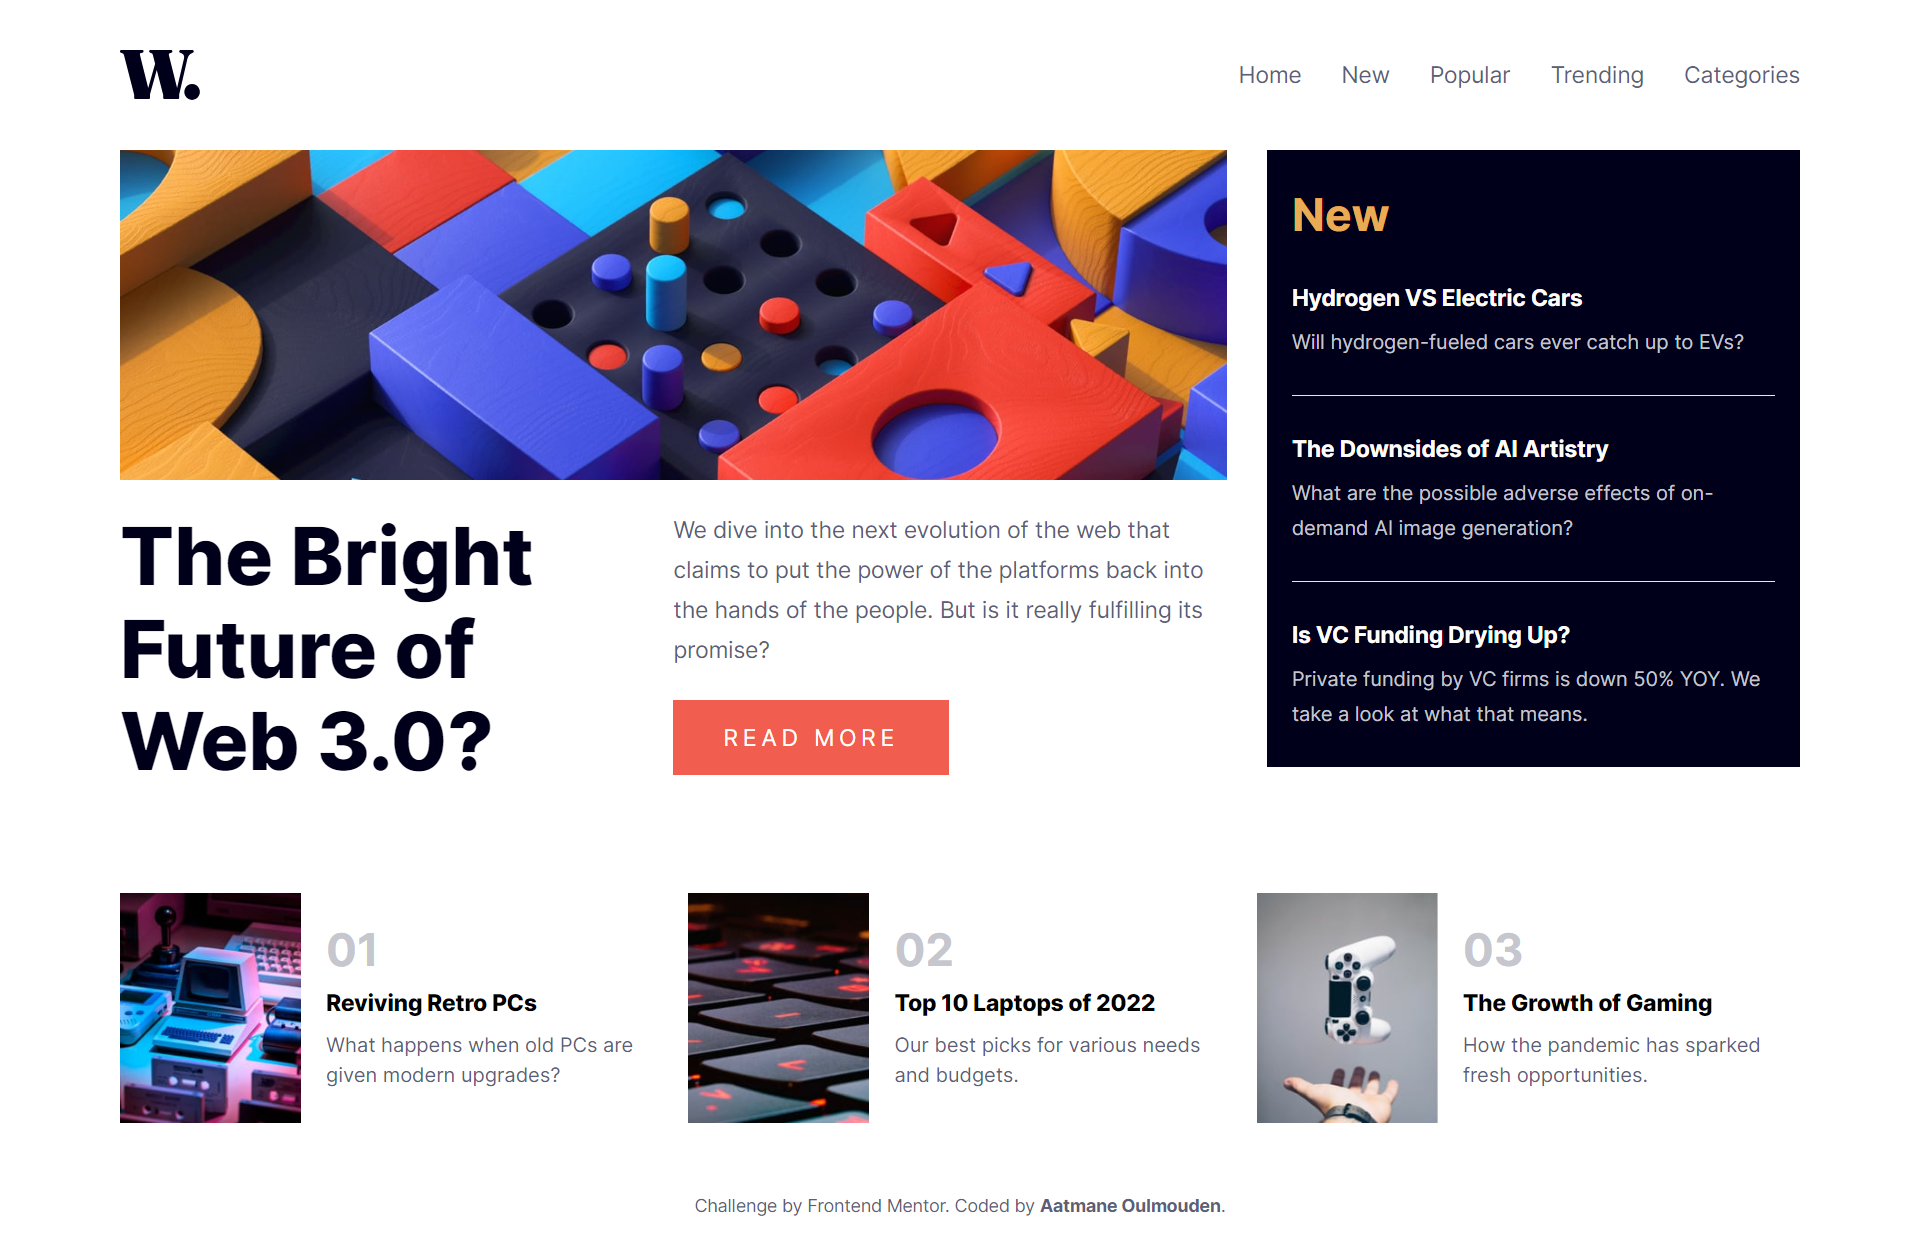 W.
Home New Popular Trending Categories
The Bright
Future of
Web 3.0?
We dive into the next evolution of the web that
claims to put the power of the platforms back into
the hands of the people. But is it really fulfilling its
promise?
READ MORE
New
Hydrogen VS Electric Cars
Will hydrogen-fueled cars ever catch up to EVs?
The Downsides of AI Artistry
What are the possible adverse effects of on-
demand AI image generation?
Is VC Funding Drying Up?
Private funding by VC firms is down 50% YOY. We
take a look at what that means.
01
Reviving Retro PCs
What happens when old PCs are
given modern upgrades?
02
Top 10 Laptops of 2022
Our best picks for various needs
and budgets.
03
The Growth of Gaming
How the pandemic has sparked
fresh opportunities.
Challenge by Frontend Mentor. Coded by Aatmane Oulmouden.